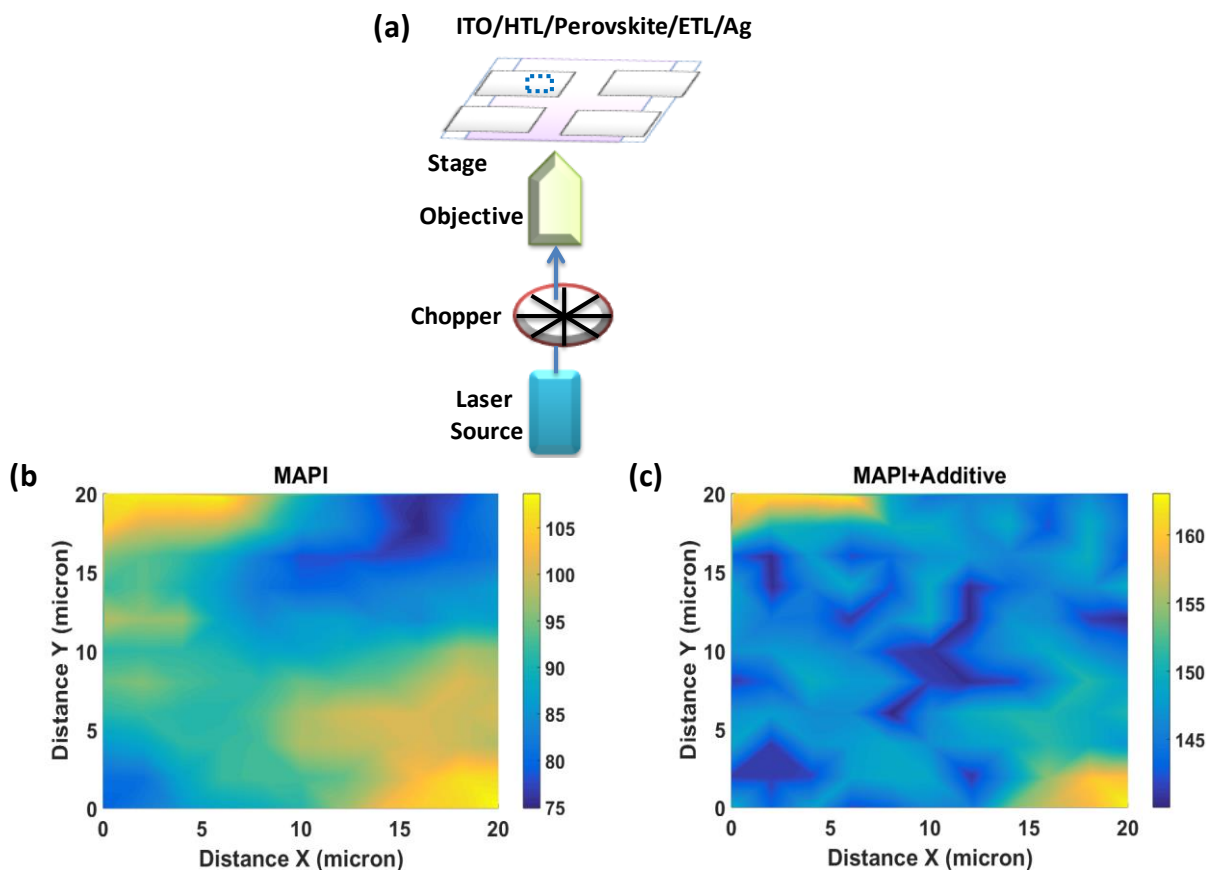 (a) ITO/HTL/Perovskite/ETL/Ag
Stage
Objective
Chopper
Laser
Source
(b)
MAPI
20
15
10
5
0
0 5 10 15 20
Distance Y (micron)
Distance X (micron)
105
100
95
90
85
80
75
(c)
MAPI+Additive
20
15
10
5
0
0 5 10 15 20
Distance Y (micron)
Distance X (micron)
160
155
150
145